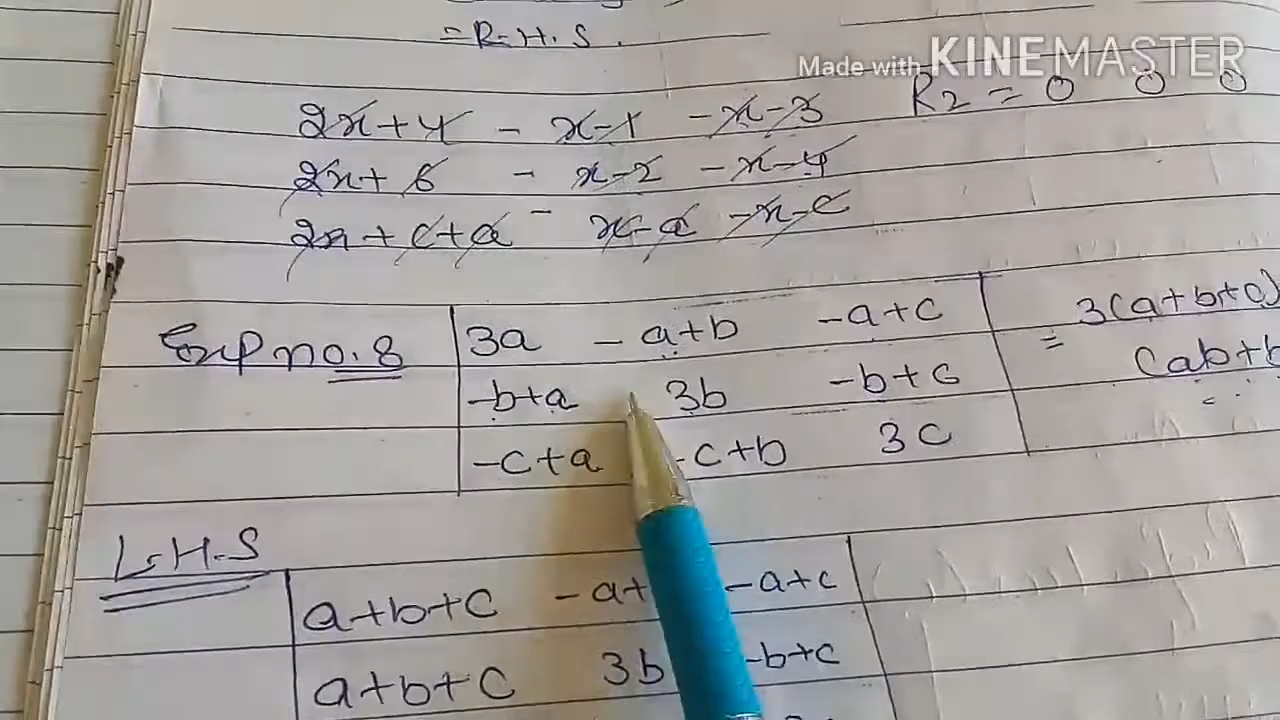 = R.H.S.
Made with KINEMASTER
2x+4 - x-1 -x-3 R2 = 0 0 0
2x+6 - x-2 -x-4
2x+c+a - x-a -x-c
Exp no.8
3a -a+b -a+c
-b+a 3b -b+c
-c+a -c+b 3c
= 3(a+b+c)
(ab+b
L.H.S
a+b+c -a+ -a+c
a+b+c 3b -b+c